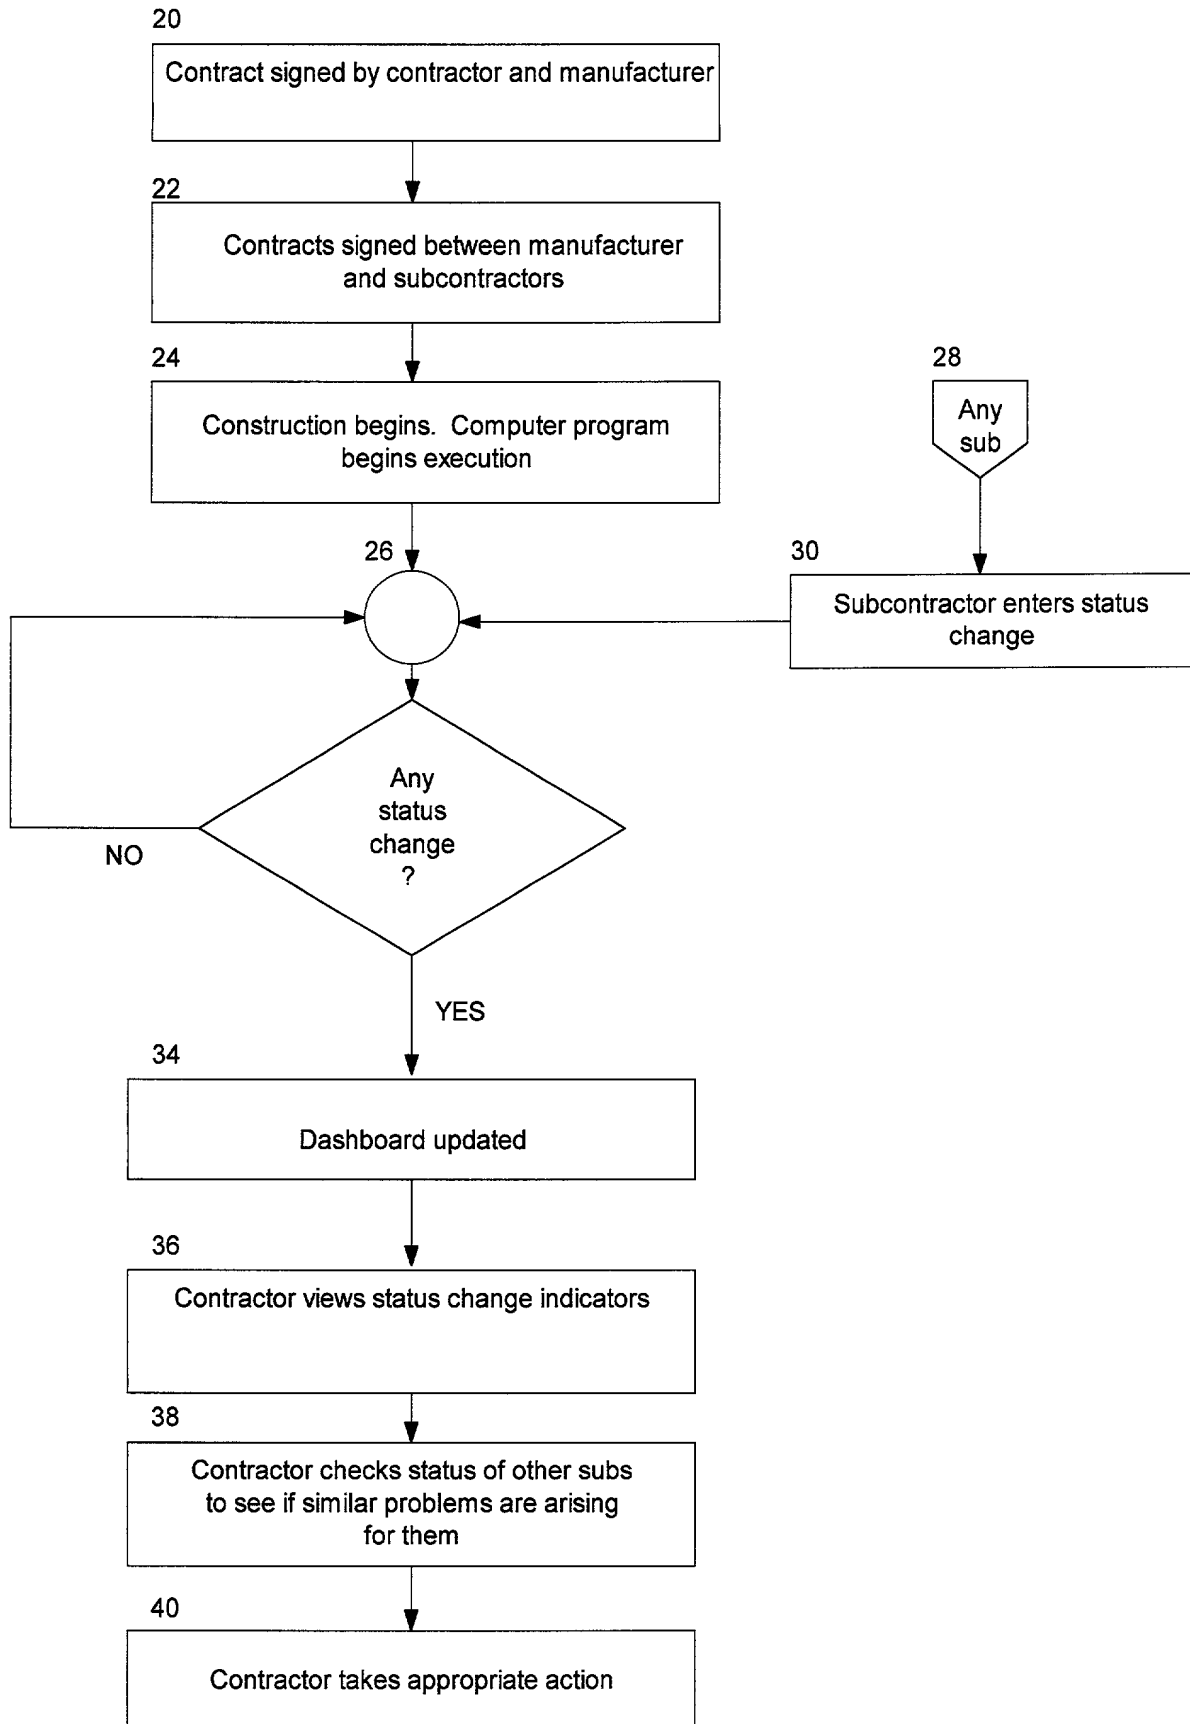 20
Contract signed by contractor and manufacturer
22
Contracts signed between manufacturer
and subcontractors
24
Construction begins. Computer program
begins execution
28
Any
sub
26
30
Subcontractor enters status
change
Any
status
change
?
NO
YES
34
Dashboard updated
36
Contractor views status change indicators
38
Contractor checks status of other subs
to see if similar problems are arising
for them
40
Contractor takes appropriate action